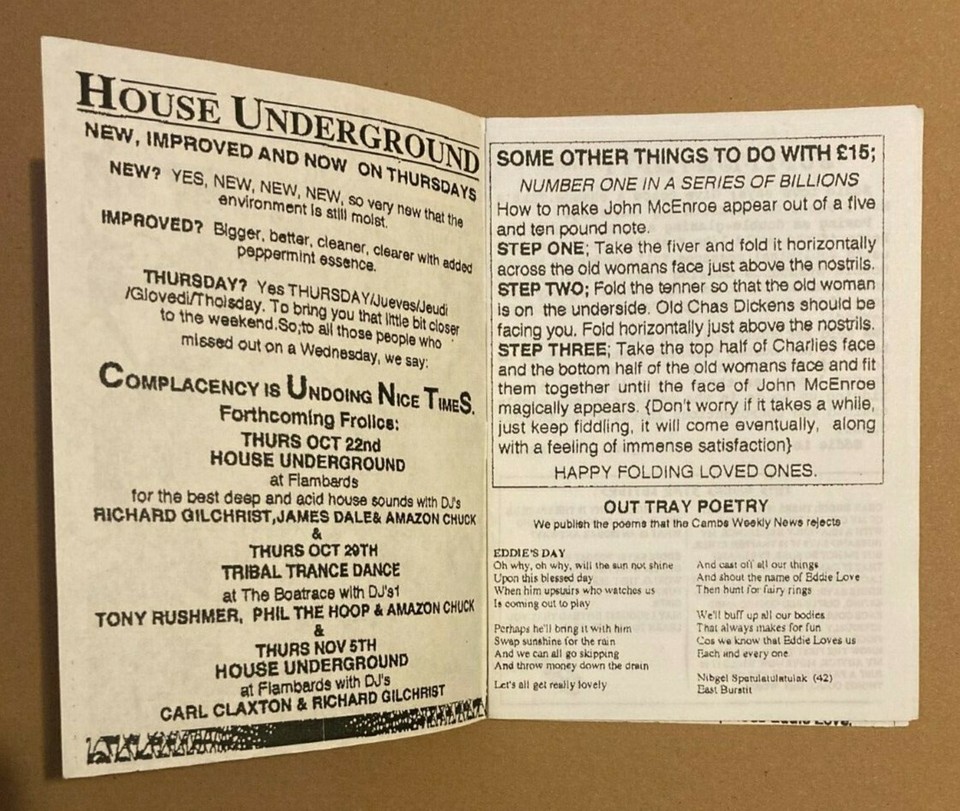 HOUSE UNDERGROUND
NEW, IMPROVED AND NOW ON THURSDAYS
NEW? YES, NEW, NEW, NEW, so very new that the
environment is still moist.
IMPROVED? Bigger, better, cleaner, clearer with added
peppermint essence.
THURSDAY? Yes THURSDAY/Jueves/Jeudi
/Giovedi/Thoisday. To bring you that little bit closer
to the weekend.So;to all those people who
missed out on a Wednesday, we say:
COMPLACENCY IS UNDOING NICE TIMES.
Forthcoming Frolics:
THURS OCT 22nd
HOUSE UNDERGROUND
at Flambards
for the best deep and acid house sounds with DJ's
RICHARD GILCHRIST,JAMES DALE& AMAZON CHUCK
&
THURS OCT 29TH
TRIBAL TRANCE DANCE
at The Boatrace with DJ's1
TONY RUSHMER, PHIL THE HOOP & AMAZON CHUCK
&
THURS NOV 5TH
HOUSE UNDERGROUND
at Flambards with DJ's
CARL CLAXTON & RICHARD GILCHRIST
SOME OTHER THINGS TO DO WITH £15;
NUMBER ONE IN A SERIES OF BILLIONS
How to make John McEnroe appear out of a five
and ten pound note.
STEP ONE; Take the fiver and fold it horizontally
across the old womans face just above the nostrils.
STEP TWO; Fold the tenner so that the old woman
is on the underside. Old Chas Dickens should be
facing you. Fold horizontally just above the nostrils.
STEP THREE; Take the top half of Charlies face
and the bottom half of the old womans face and fit
them together until the face of John McEnroe
magically appears. {Don't worry if it takes a while,
just keep fiddling, it will come eventually, along
with a feeling of immense satisfaction}
HAPPY FOLDING LOVED ONES.
OUT TRAY POETRY
We publish the poems that the Cambs Weekly News rejects
EDDIE'S DAY
Oh why, oh why, will the sun not shine
Upon this blessed day
When him upstairs who watches us
Is coming out to play
Perhaps he'll bring it with him
Swap sunshine for the rain
And we can all go skipping
And throw money down the drain
Let's all get really lovely
And cast off all our things
And shout the name of Eddie Love
Then hunt for fairy rings
We'll buff up all our bodies
That always makes for fun
Cos we know that Eddie Loves us
Each and every one
Nibgel Spatulatulatulak (42)
East Burstit
Eddie Love.